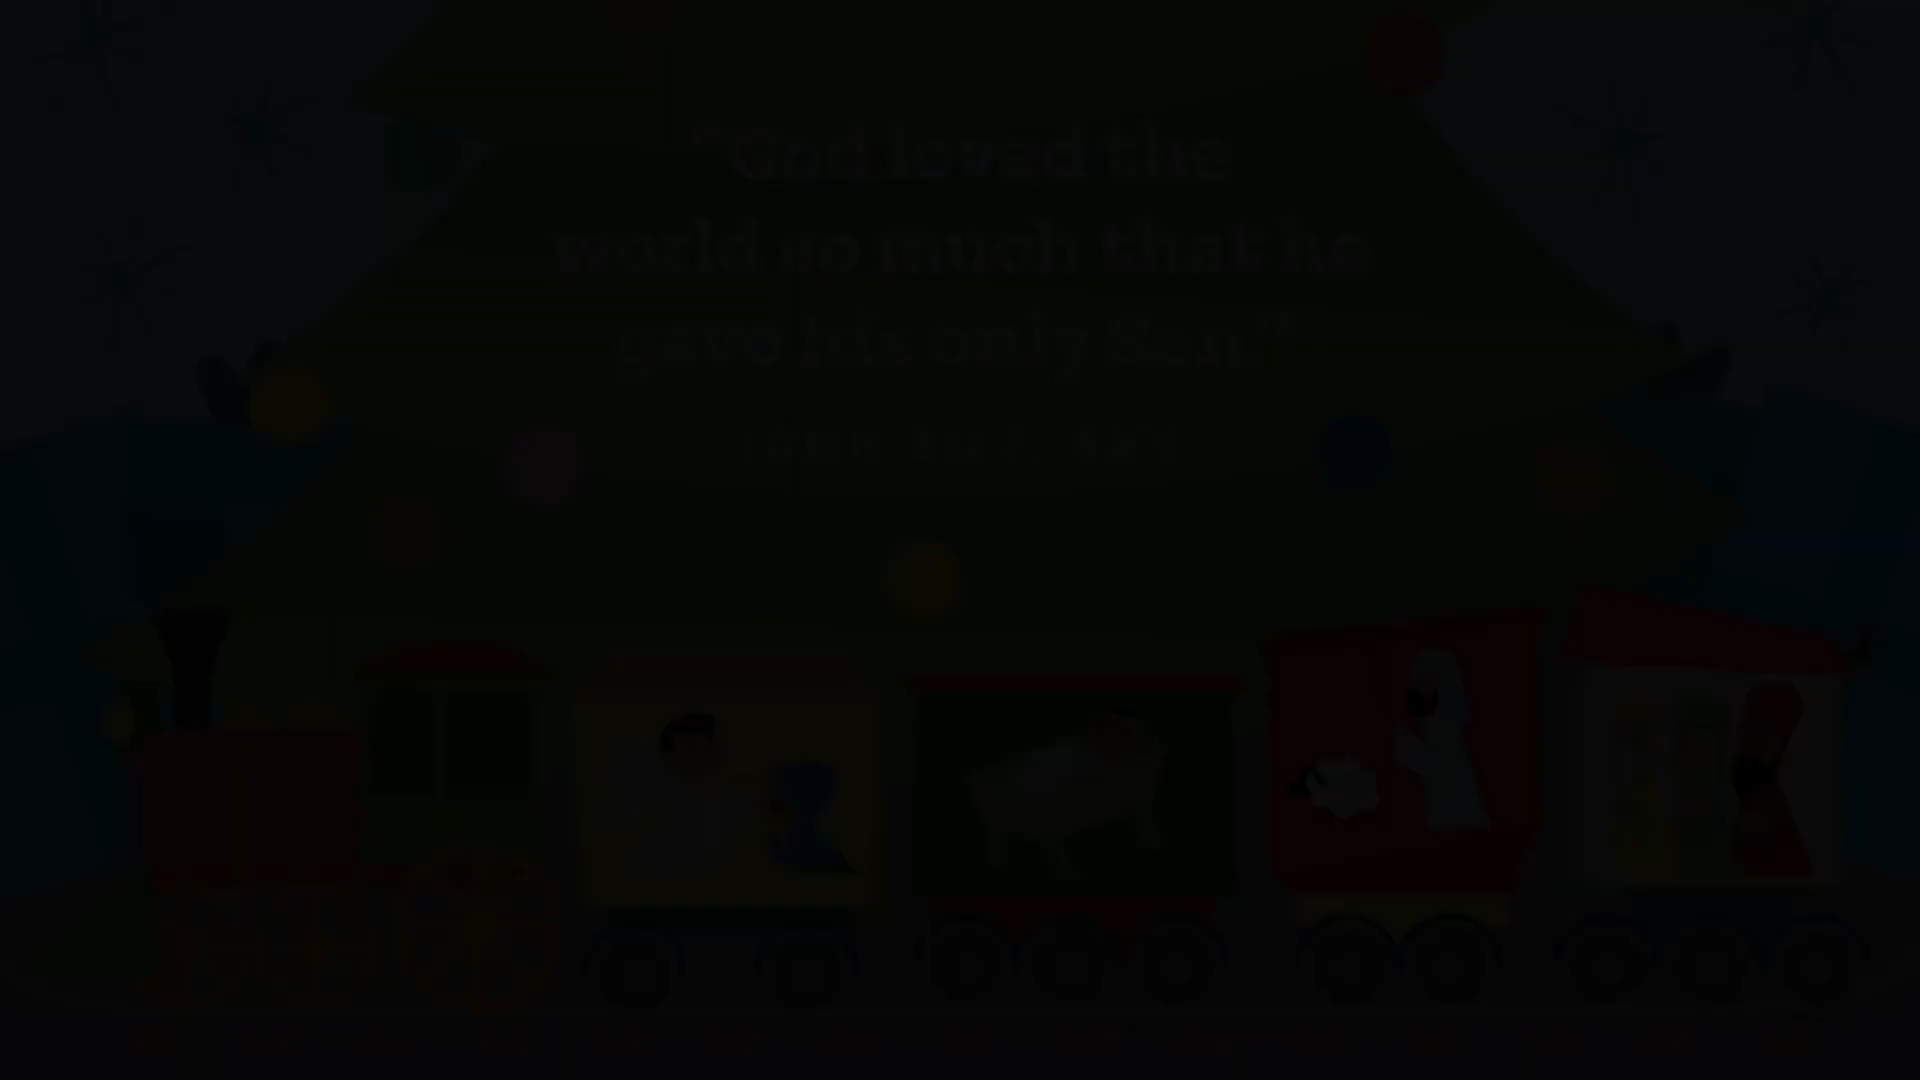 "God loved the
world so much that he
gave his only Son."